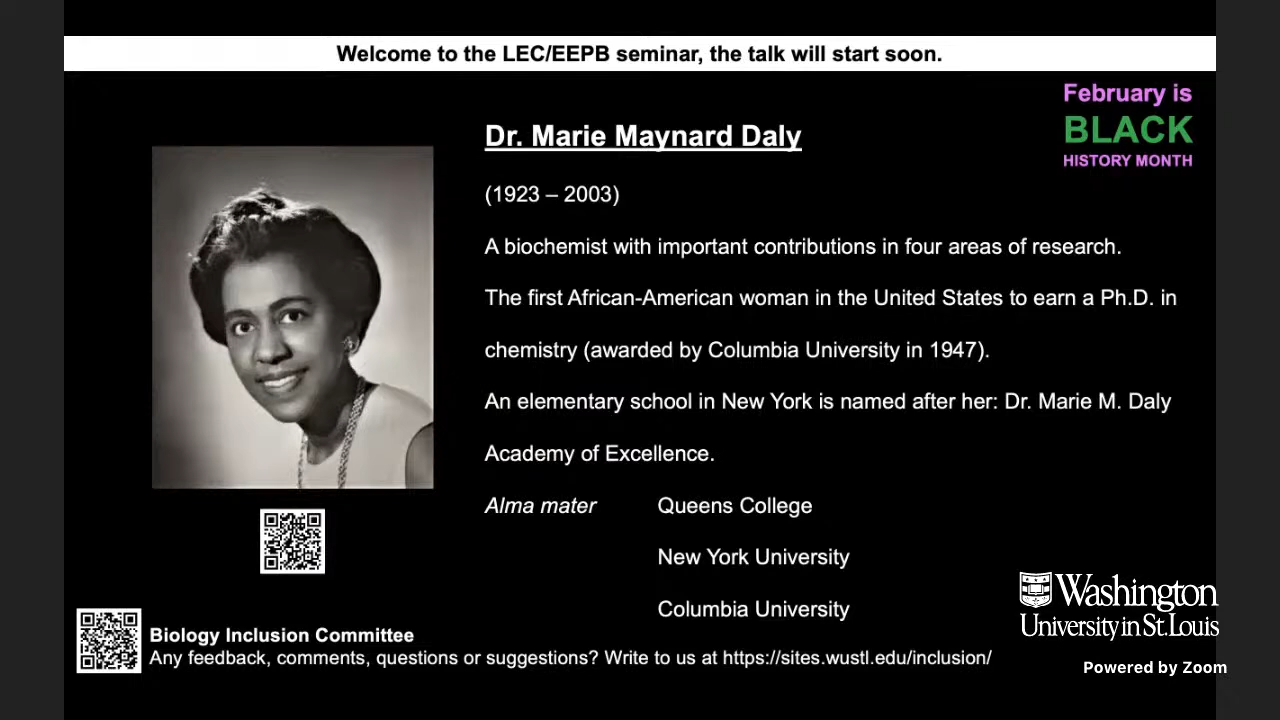 Welcome to the LEC/EEPB seminar, the talk will start soon.
February is
BLACK
HISTORY MONTH
Dr. Marie Maynard Daly
(1923 – 2003)
A biochemist with important contributions in four areas of research.
The first African-American woman in the United States to earn a Ph.D. in
chemistry (awarded by Columbia University in 1947).
An elementary school in New York is named after her: Dr. Marie M. Daly
Academy of Excellence.
Alma mater Queens College
New York University
Columbia University
Washington
University in St. Louis
Biology Inclusion Committee
Any feedback, comments, questions or suggestions? Write to us at https://sites.wustl.edu/inclusion/
Powered by Zoom